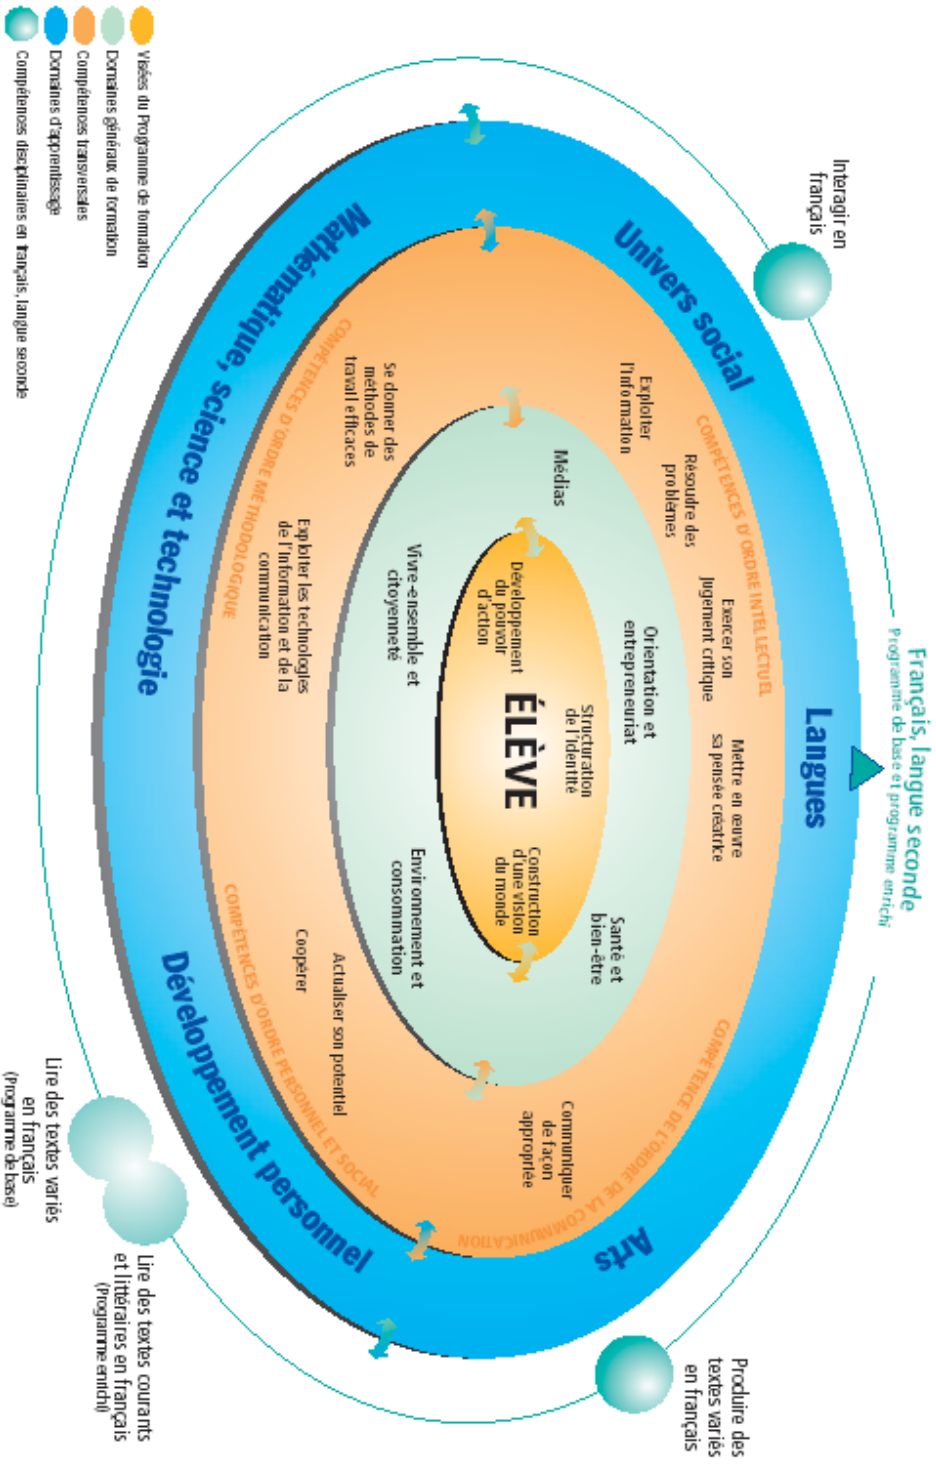 Français, langue seconde
Programme de base et programme enrichi
Interagir en
français
Langues
Univers social
Arts
Mathématique, science et technologie
Développement personnel
COMPÉTENCES D'ORDRE INTELLECTUEL
Exploiter
l'information
Résoudre des
problèmes
Exercer son
jugement critique
Mettre en œuvre
sa pensée créatrice
COMPÉTENCE DE L'ORDRE DE LA COMMUNICATION
Communiquer
de façon
appropriée
COMPÉTENCES D'ORDRE MÉTHODOLOGIQUE
Se donner des
méthodes de
travail efficaces
Exploiter les technologies
de l'information et de la
communication
COMPÉTENCES D'ORDRE PERSONNEL ET SOCIAL
Coopérer
Actualiser son potentiel
Médias
Orientation et
entrepreneuriat
Santé et
bien-être
Vivre-ensemble et
citoyenneté
Environnement et
consommation
Structuration
de l'identité
Développement
du pouvoir
d'action
ÉLÈVE
Construction
d'une vision
du monde
Produire des
textes variés
en français
Lire des textes variés
en français
(Programme de base)
Lire des textes courants
et littéraires en français
(Programme enrichi)
Visées du Programme de formation
Domaines généraux de formation
Compétences transversales
Domaines d'apprentissage
Compétences disciplinaires en français, langue seconde